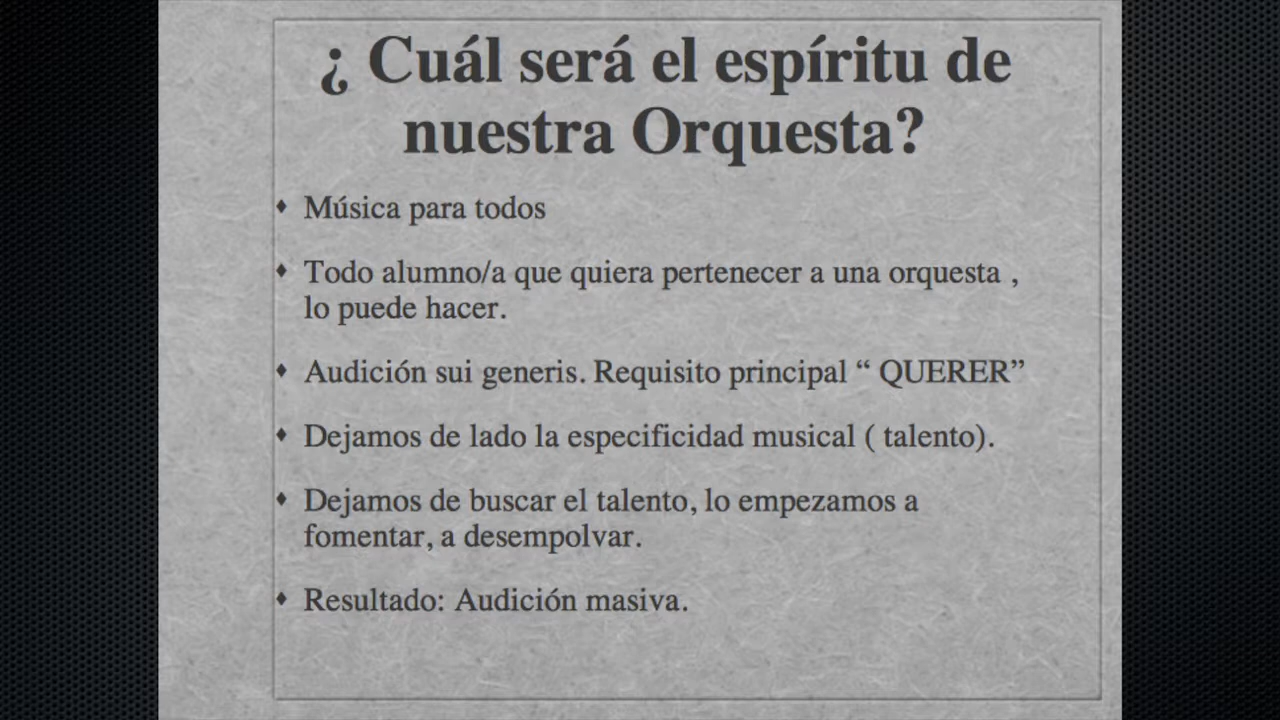 ¿ Cuál será el espíritu de
nuestra Orquesta?
♦ Música para todos
♦ Todo alumno/a que quiera pertenecer a una orquesta ,
lo puede hacer.
♦ Audición sui generis. Requisito principal “ QUERER”
♦ Dejamos de lado la especificidad musical ( talento).
♦ Dejamos de buscar el talento, lo empezamos a
fomentar, a desempolvar.
♦ Resultado: Audición masiva.